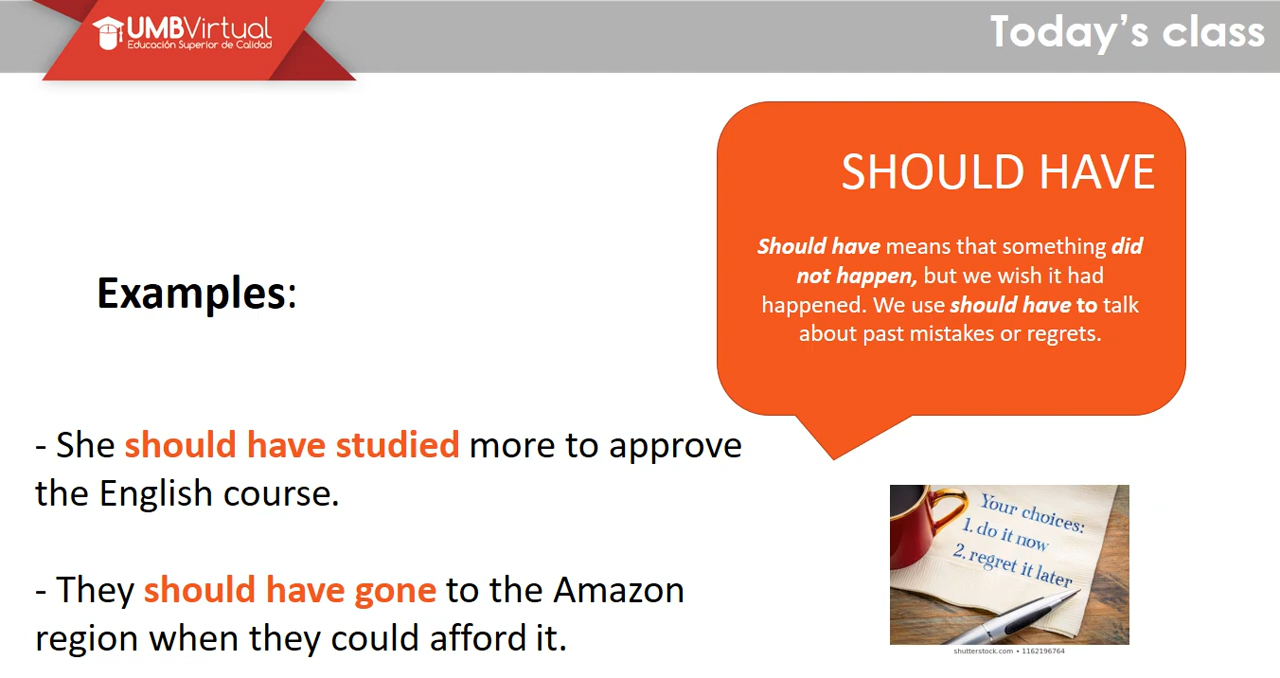 UMBVirtual
Educación Superior de Calidad
Today's class
SHOULD HAVE
Should have means that something did
not happen, but we wish it had
happened. We use should have to talk
about past mistakes or regrets.
Examples:
- She should have studied more to approve
the English course.
- They should have gone to the Amazon
region when they could afford it.
Your choices:
1. do it now
2. regret it later
shutterstock.com • 1162196764